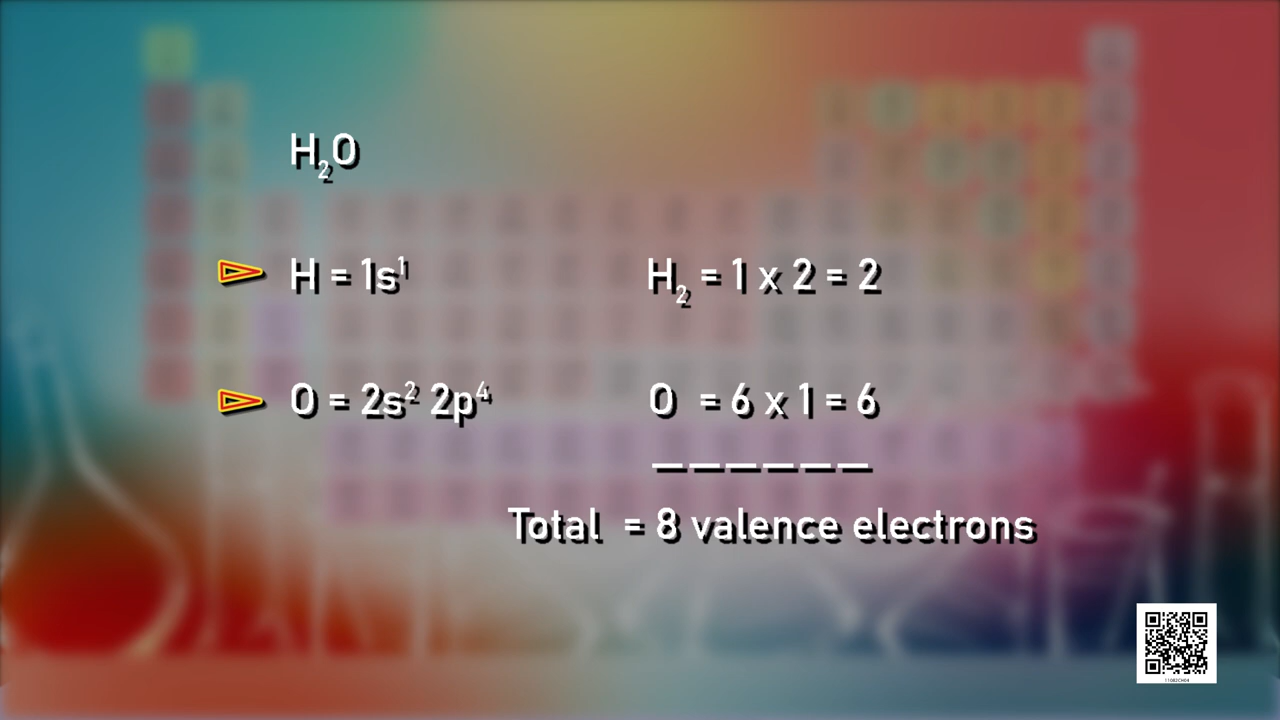 H₂O
H = 1s¹ H₂ = 1 x 2 = 2
O = 2s² 2p⁴ O = 6 x 1 = 6
Total = 8 valence electrons